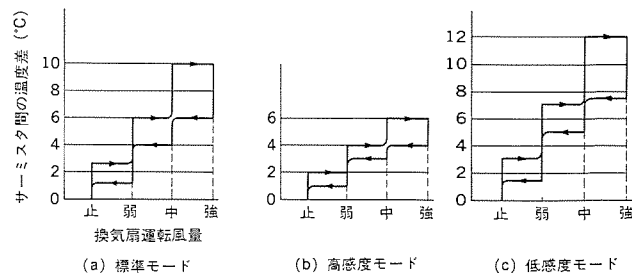 サーミスタ間の温度差 (℃)
10
8
6
4
2
0
止 弱 中 強
換気扇運転風量
(a) 標準モード
6
4
2
0
止 弱 中 強
(b) 高感度モード
12
10
8
6
4
2
0
止 弱 中 強
(c) 低感度モード